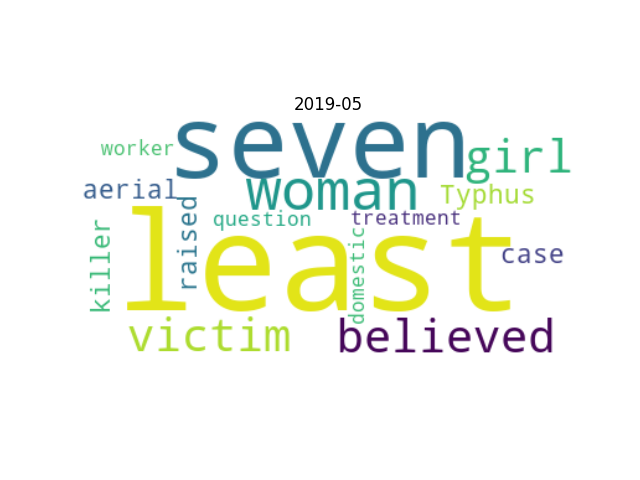 2019-05
seven
worker
girl
woman
aerial
Typhus
raised
question
treatment
least
killer
domestic
case
victim
believed